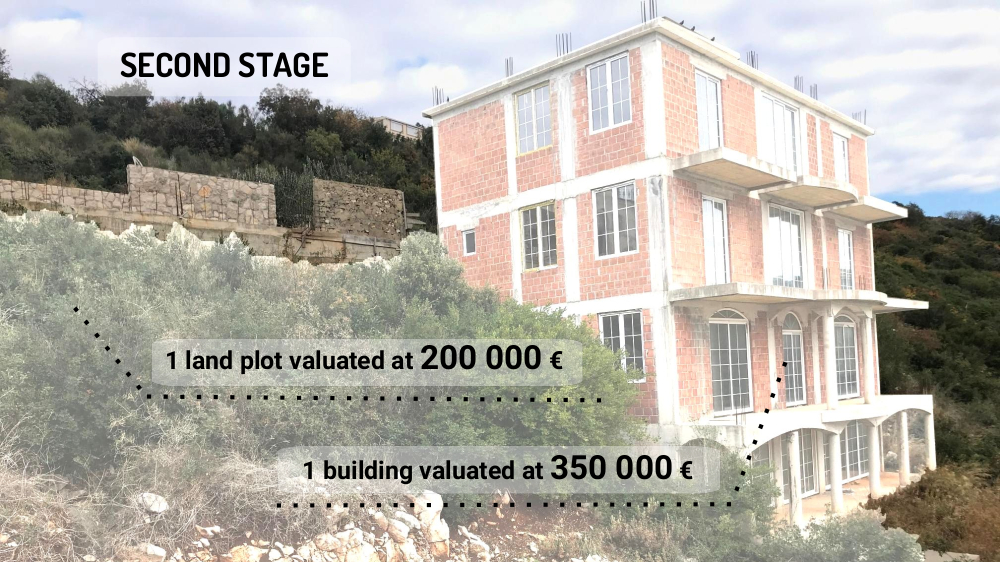 SECOND STAGE
1 land plot valuated at 200 000 €
1 building valuated at 350 000 €